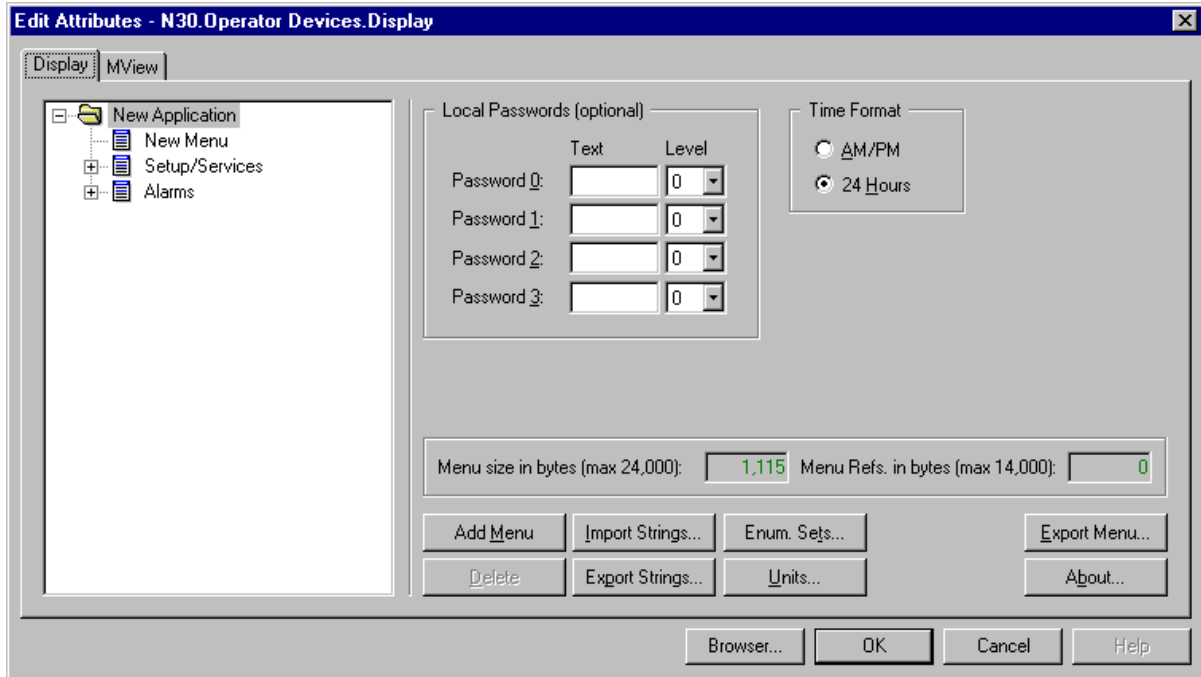 Edit Attributes - N30.Operator Devices.Display
Display MView
New Application
New Menu
Setup/Services
Alarms
Local Passwords (optional)
Text Level
Password 0: 0
Password 1: 0
Password 2: 0
Password 3: 0
Time Format
AM/PM
24 Hours
Menu size in bytes (max 24,000): 1,115 Menu Refs. in bytes (max 14,000): 0
Add Menu Import Strings... Enum. Sets... Export Menu...
Delete Export Strings... Units... About...
Browser... OK Cancel Help